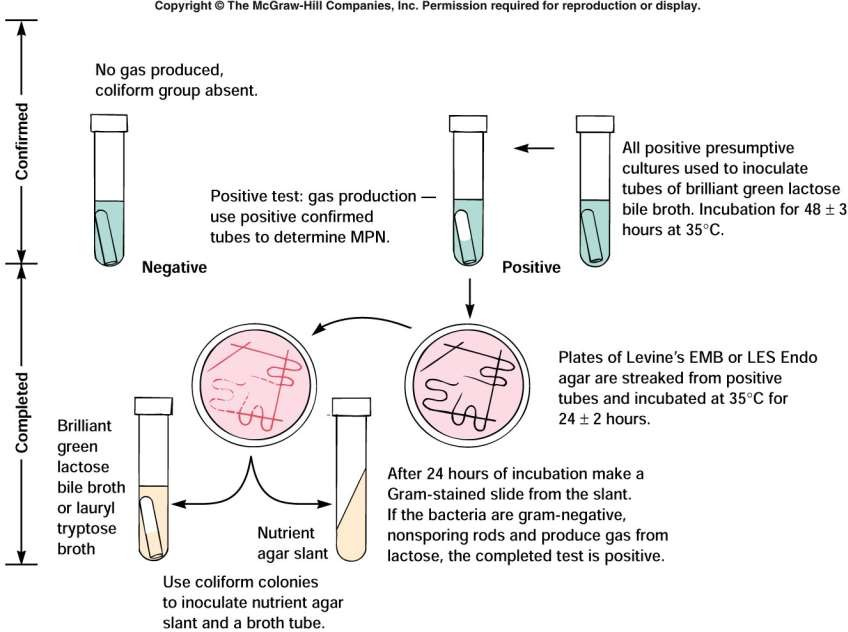 Copyright © The McGraw-Hill Companies, Inc. Permission required for reproduction or display.
Confirmed
No gas produced,
coliform group absent.
All positive presumptive
cultures used to inoculate
tubes of brilliant green lactose
bile broth. Incubation for 48 ± 3
hours at 35°C.
Positive test: gas production —
use positive confirmed
tubes to determine MPN.
Negative
Positive
Completed
Plates of Levine's EMB or LES Endo
agar are streaked from positive
tubes and incubated at 35°C for
24 ± 2 hours.
Brilliant
green
lactose
bile broth
or lauryl
tryptose
broth
Nutrient
agar slant
After 24 hours of incubation make a
Gram-stained slide from the slant.
If the bacteria are gram-negative,
nonsporing rods and produce gas from
lactose, the completed test is positive.
Use coliform colonies
to inoculate nutrient agar
slant and a broth tube.